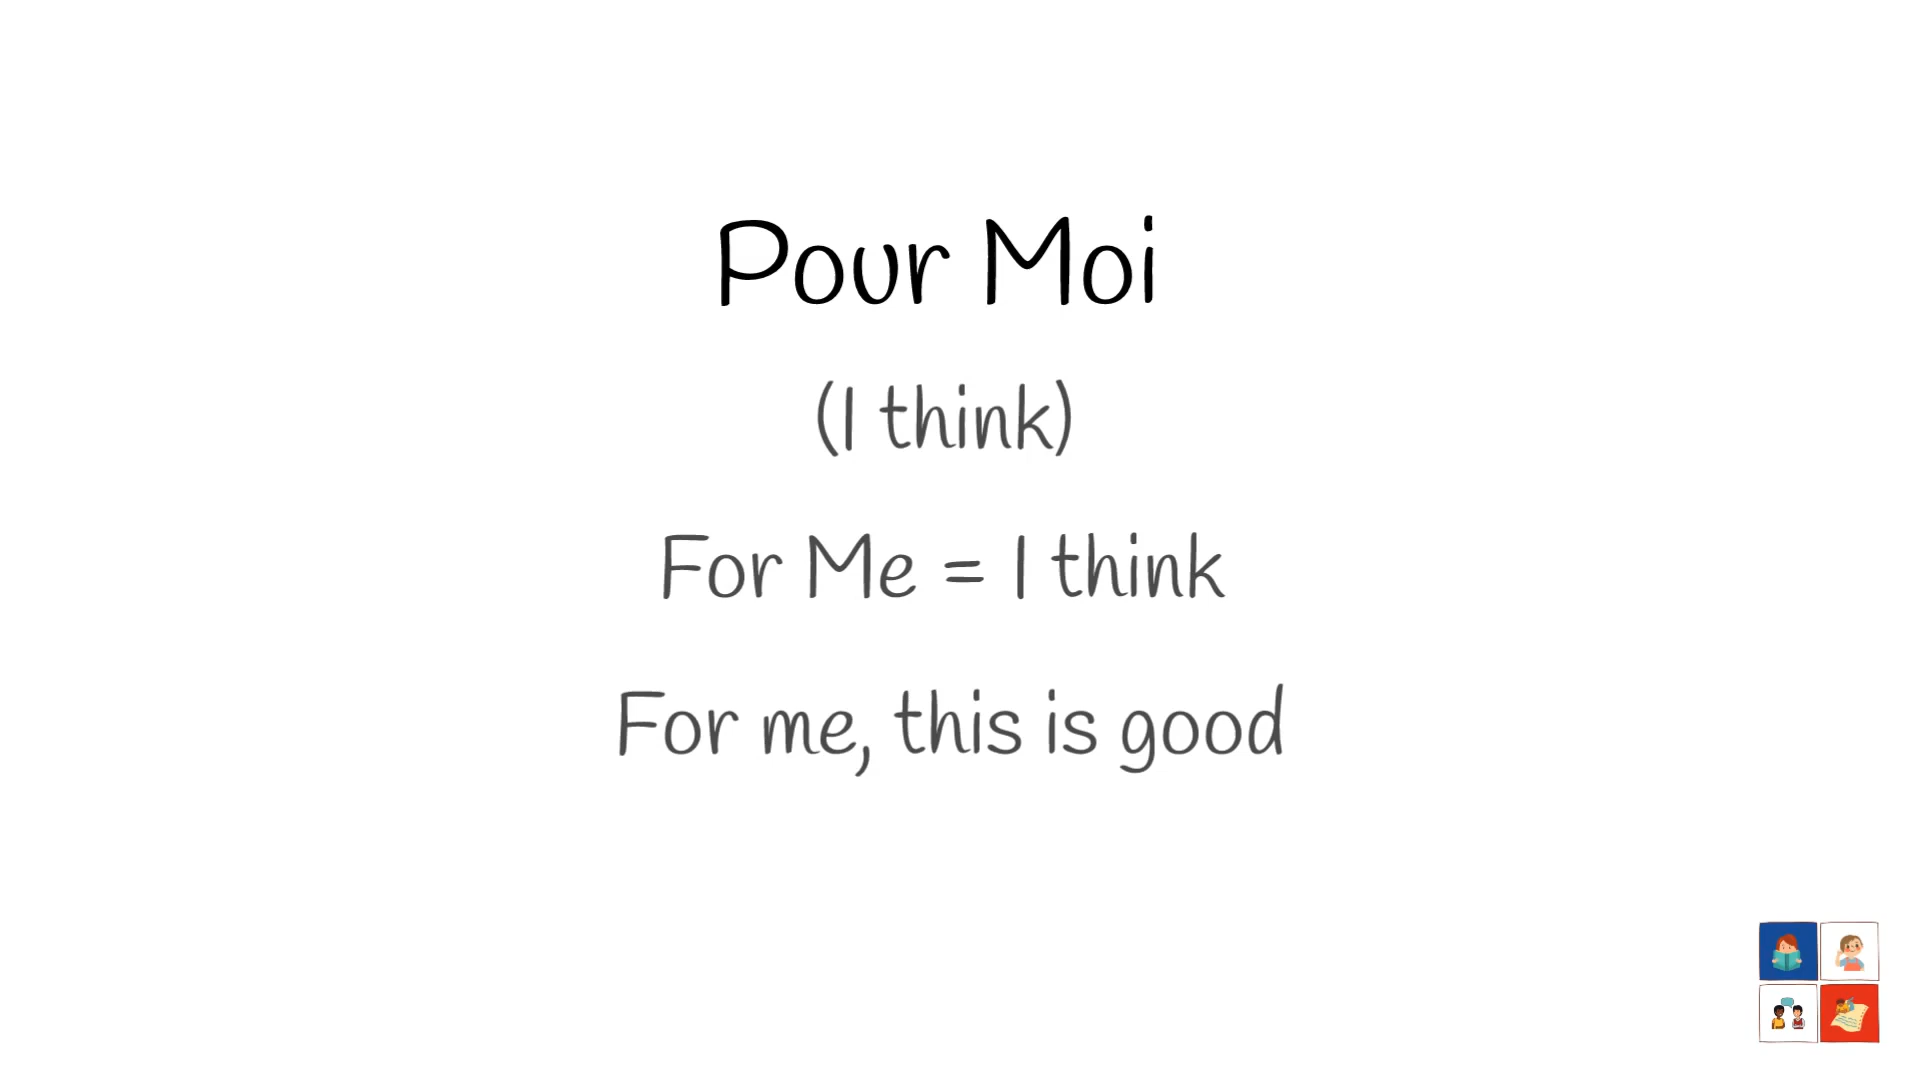 Pour Moi
(I think)
For Me = I think
For me, this is good